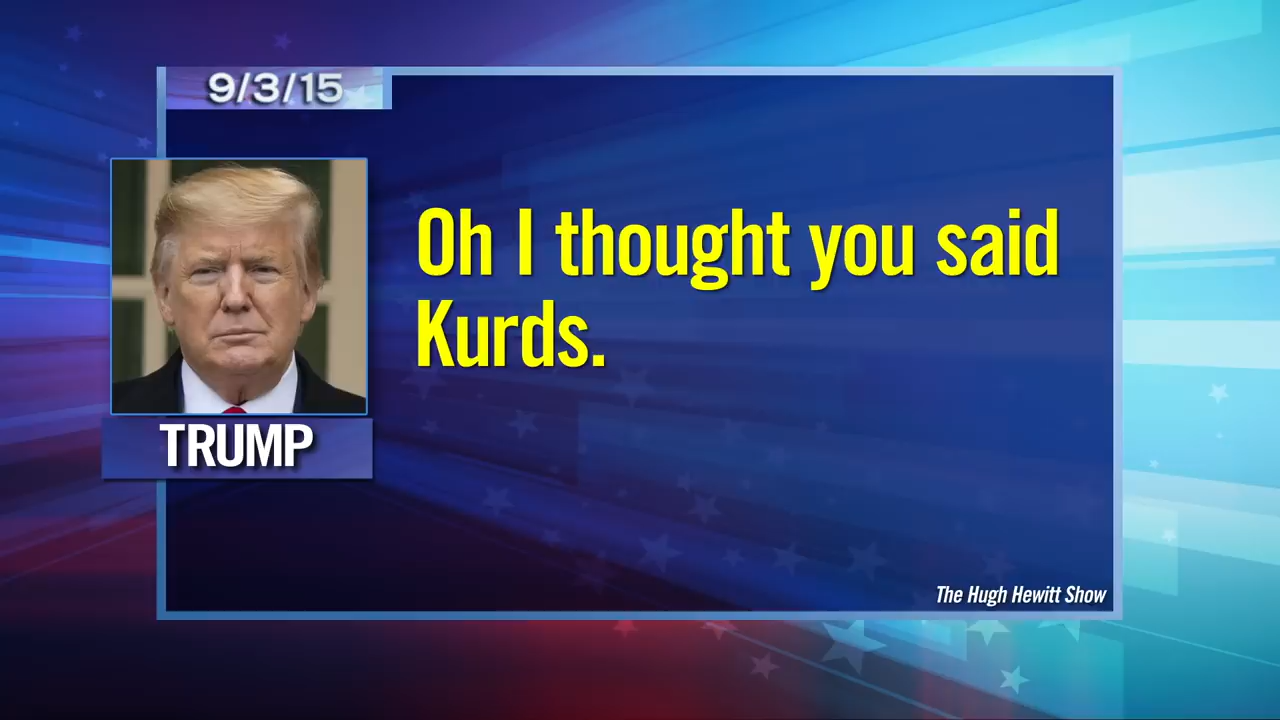 9/3/15
Oh I thought you said
Kurds.
TRUMP
The Hugh Hewitt Show